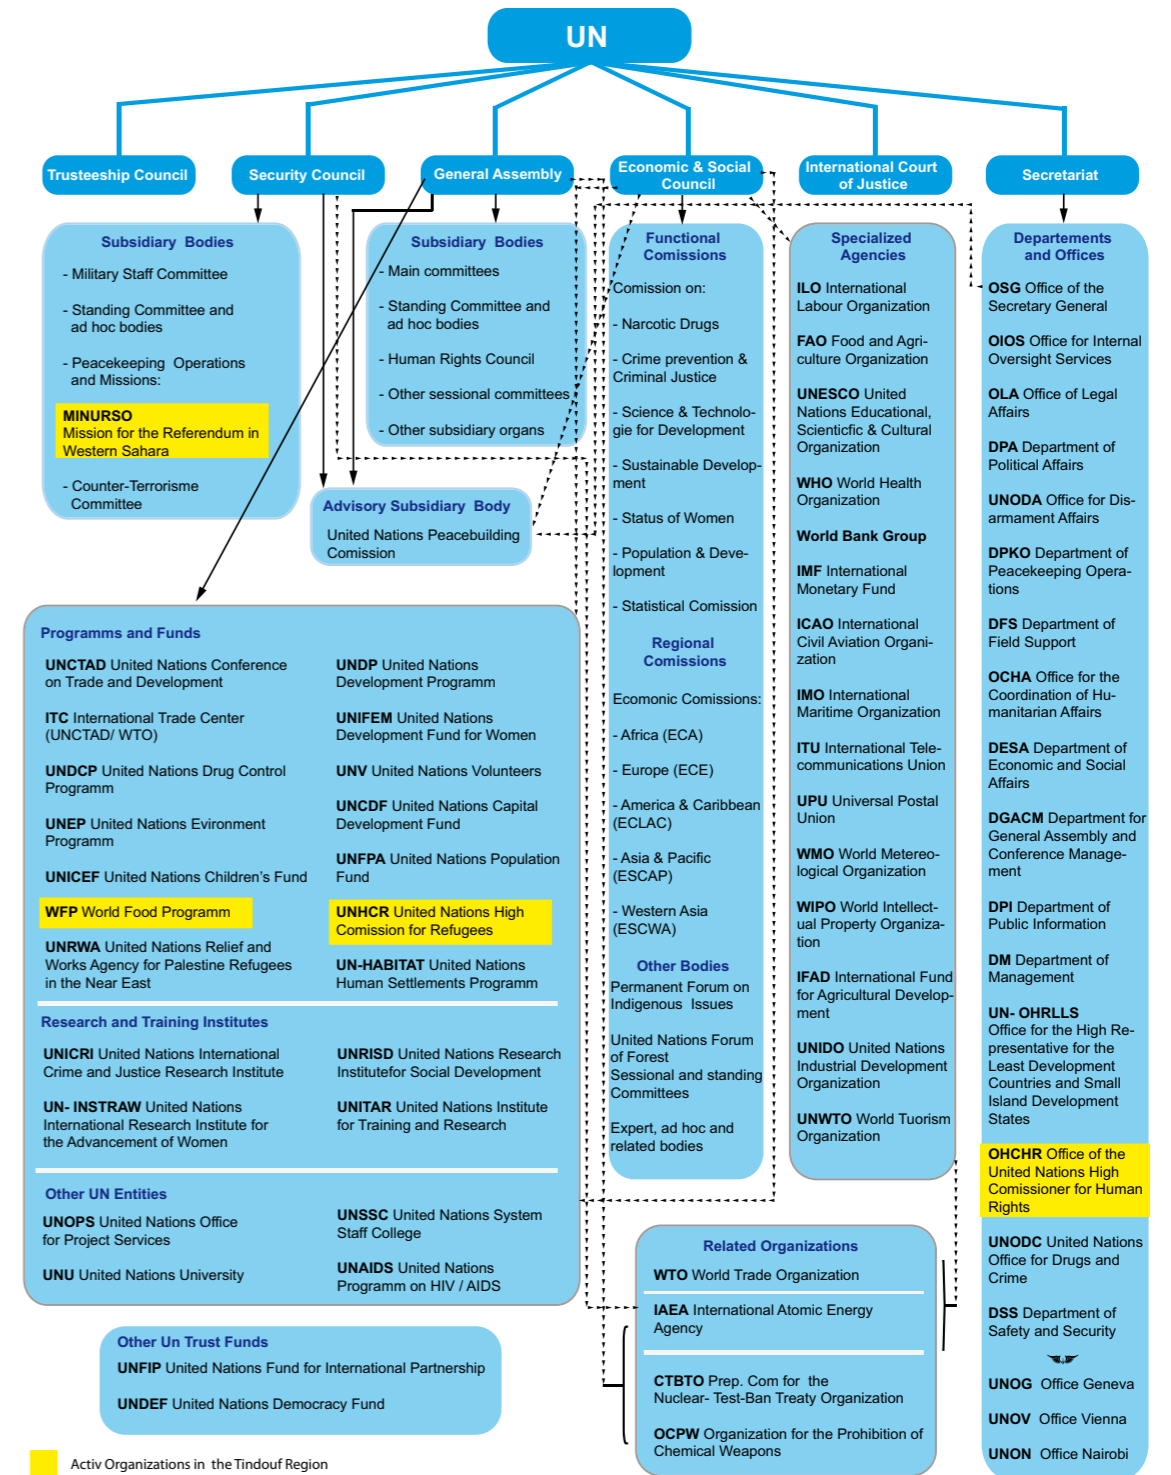 UN
Trusteeship Council
Security Council
General Assembly
Economic & Social
Council
International Court
of Justice
Secretariat
Subsidiary Bodies
- Military Staff Committee
- Standing Committee and
ad hoc bodies
- Peacekeeping Operations
and Missions:
MINURSO
Mission for the Referendum in
Western Sahara
- Counter-Terrorisme
Committee
Subsidiary Bodies
- Main committees
- Standing Committee and
ad hoc bodies
- Human Rights Council
- Other sessional committees
- Other subsidiary organs
Advisory Subsidiary Body
United Nations Peacebuilding
Comission
Functional
Comissions
Comission on:
- Narcotic Drugs
- Crime prevention &
Criminal Justice
- Science & Technolo-
gie for Development
- Sustainable Develop-
ment
- Status of Women
- Population & Deve-
lopment
- Statistical Comission
Regional
Comissions
Ecomonic Comissions:
- Africa (ECA)
- Europe (ECE)
- America & Caribbean
(ECLAC)
- Asia & Pacific
(ESCAP)
- Western Asia
(ESCWA)
Other Bodies
Permanent Forum on
Indigenous Issues
United Nations Forum
of Forest
Sessional and standing
Committees
Expert, ad hoc and
related bodies
Specialized
Agencies
ILO International
Labour Organization
FAO Food and Agri-
culture Organization
UNESCO United
Nations Educational,
Scienticfic & Cultural
Organization
WHO World Health
Organization
World Bank Group
IMF International
Monetary Fund
ICAO International
Civil Aviation Organi-
zation
IMO International
Maritime Organization
ITU International Tele-
communications Union
UPU Universal Postal
Union
WMO World Metereo-
logical Organization
WIPO World Intellect-
ual Property Organiza-
tion
IFAD International Fund
for Agricultural Develop-
ment
UNIDO United Nations
Industrial Development
Organization
UNWTO World Tuorism
Organization
Departements
and Offices
OSG Office of the
Secretary General
OIOS Office for Internal
Oversight Services
OLA Office of Legal
Affairs
DPA Department of
Political Affairs
UNODA Office for Dis-
armament Affairs
DPKO Department of
Peacekeeping Opera-
tions
DFS Department of
Field Support
OCHA Office for the
Coordination of Hu-
manitarian Affairs
DESA Department of
Economic and Social
Affairs
DGACM Department for
General Assembly and
Conference Manage-
ment
DPI Department of
Public Information
DM Department of
Management
UN- OHRLLS
Office for the High Re-
presentative for the
Least Development
Countries and Small
Island Development
States
OHCHR Office of the
United Nations High
Comissioner for Human
Rights
UNODC United Nations
Office for Drugs and
Crime
DSS Department of
Safety and Security
UNOG Office Geneva
UNOV Office Vienna
UNON Office Nairobi
Programms and Funds
UNCTAD United Nations Conference
on Trade and Development
ITC International Trade Center
(UNCTAD/ WTO)
UNDCP United Nations Drug Control
Programm
UNEP United Nations Evironment
Programm
UNICEF United Nations Children's Fund
WFP World Food Programm
UNRWA United Nations Relief and
Works Agency for Palestine Refugees
in the Near East
UNDP United Nations
Development Programm
UNIFEM United Nations
Development Fund for Women
UNV United Nations Volunteers
UNCDF United Nations Capital
Development Fund
UNFPA United Nations Population
Fund
UNHCR United Nations High
Comission for Refugees
UN-HABITAT United Nations
Human Settlements Programm
Research and Training Institutes
UNICRI United Nations International
Crime and Justice Research Institute
UN- INSTRAW United Nations
International Research Institute for
the Advancement of Women
UNRISD United Nations Research
Institutefor Social Development
UNITAR United Nations Institute
for Training and Research
Other UN Entities
UNOPS United Nations Office
for Project Services
UNU United Nations University
UNSSC United Nations System
Staff College
UNAIDS United Nations
Programm on HIV / AIDS
Related Organizations
WTO World Trade Organization
IAEA International Atomic Energy
Agency
CTBTO Prep. Com for the
Nuclear- Test-Ban Treaty Organization
OCPW Organization for the Prohibition of
Chemical Weapons
Other Un Trust Funds
UNFIP United Nations Fund for International Partnership
UNDEF United Nations Democracy Fund
Activ Organizations in the Tindouf Region